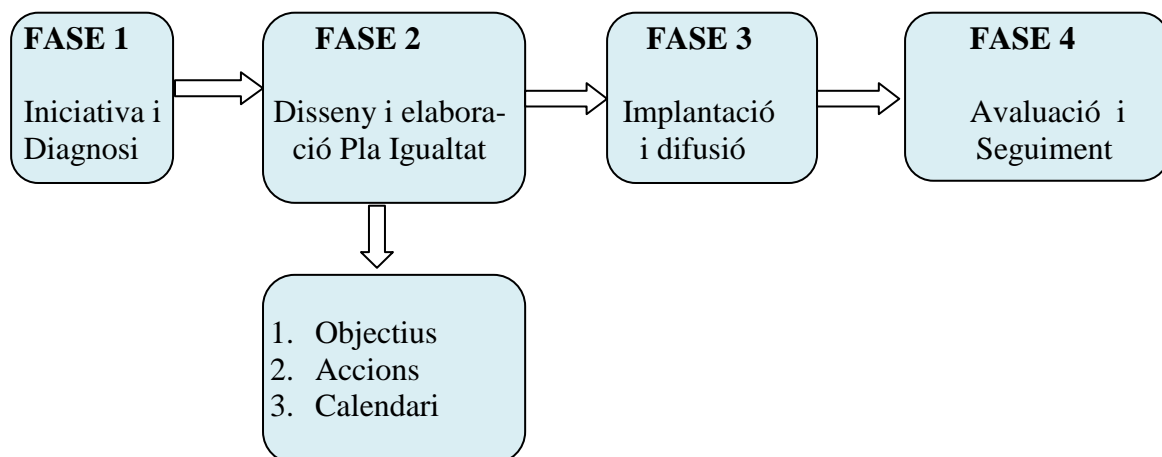 FASE 1
Iniciativa i
Diagnosi
FASE 2
Disseny i elabora-
ció Pla Igualtat
FASE 3
Implantació
i difusió
FASE 4
Avaluació i
Seguiment
1. Objectius
2. Accions
3. Calendari